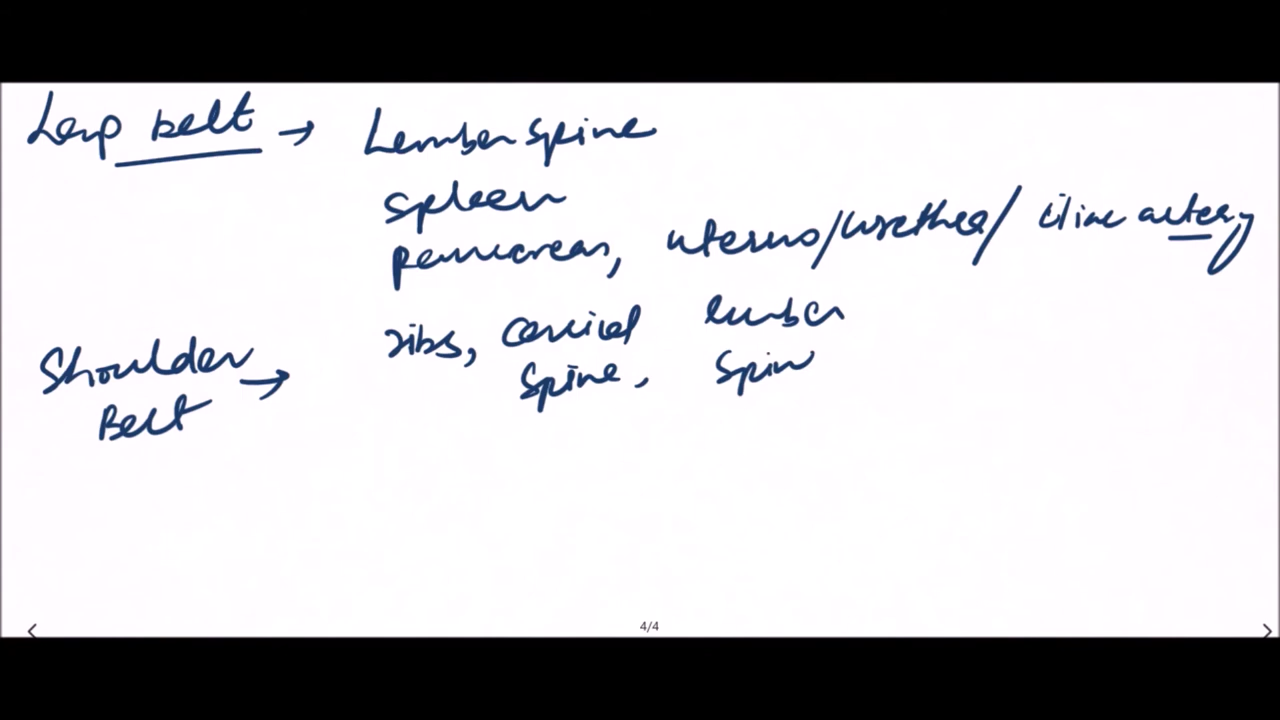 Lap belt → Lumbar spine
spleen
pancreas, uterus/urethra/ iliac artery
Shoulder Belt → ribs, cervical spine, lumbar spin
4/4